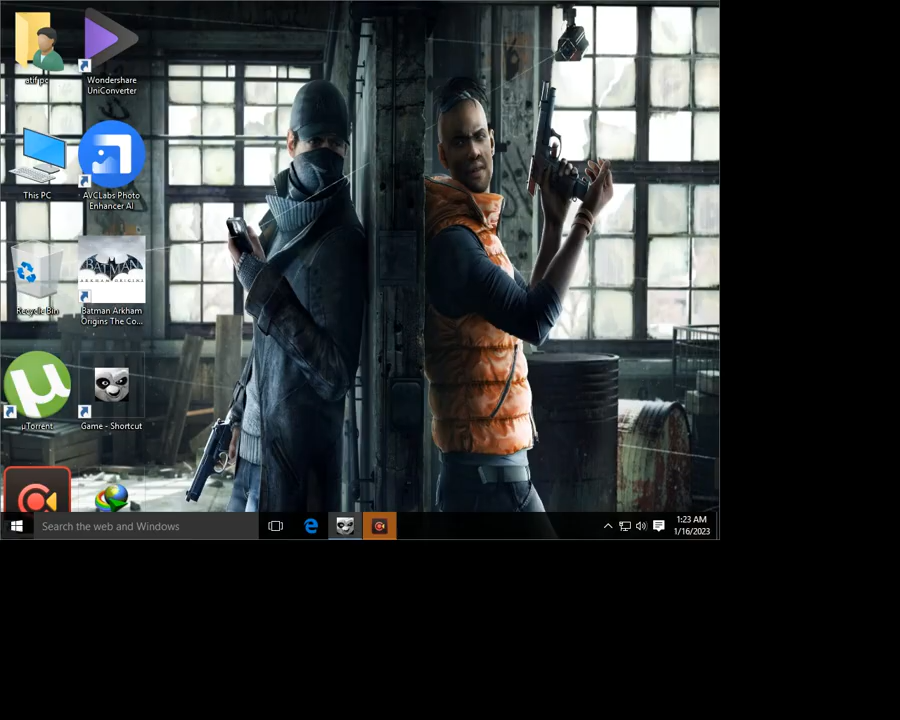 atif pc
Wondershare
UniConverter
This PC
AVCLabs Photo
Enhancer AI
BATMAN
ARKHAM ORIGINS
Recycle Bin
Batman Arkham
Origins The Co...
µTorrent
Game - Shortcut
Search the web and Windows
1:23 AM
1/16/2023